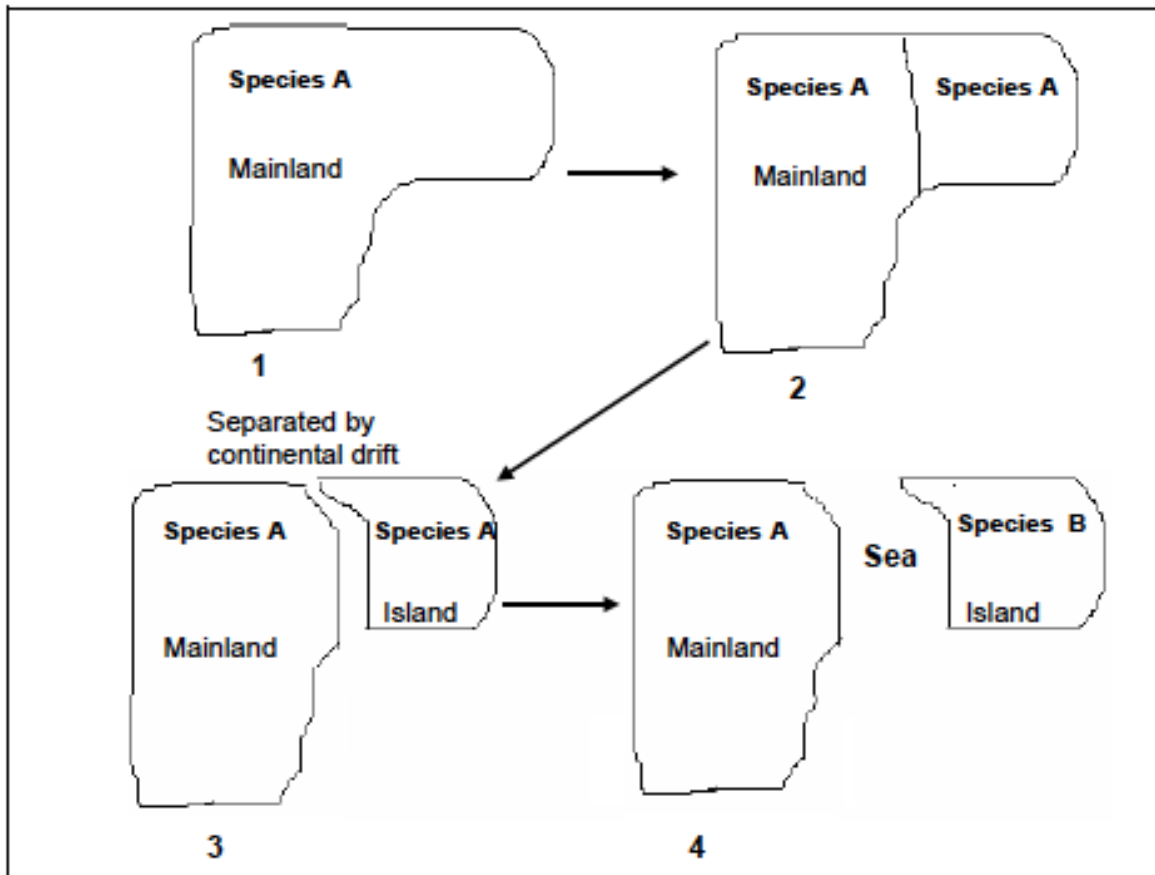 Species A
Mainland
1
Species A Species A
Mainland
2
Separated by
continental drift
Species A Species A
Island
Mainland
3
Species A
Sea
Species B
Island
Mainland
4